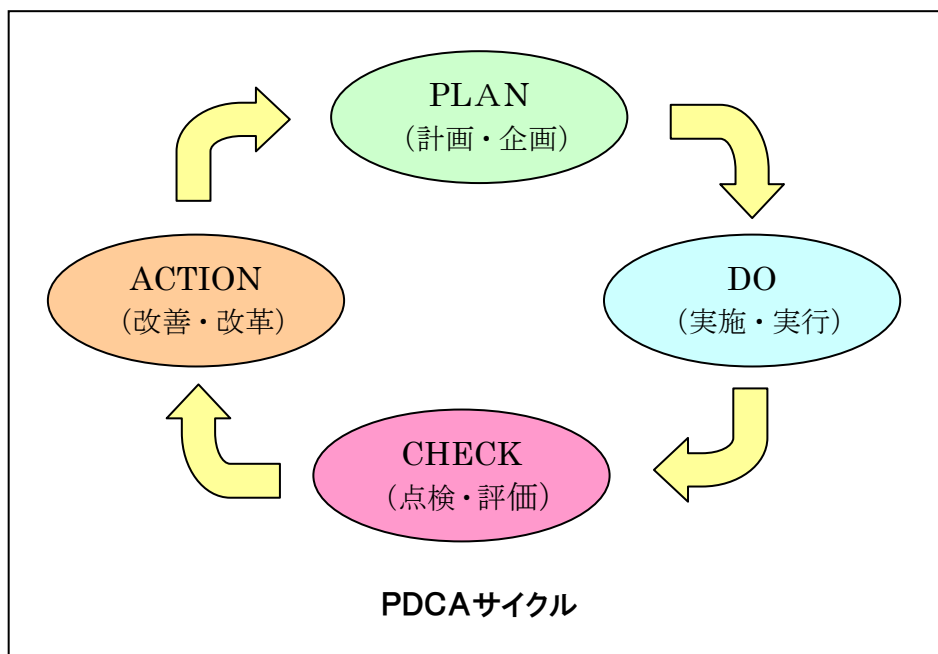 PLAN
（計画・企画）
DO
（実施・実行）
CHECK
（点検・評価）
ACTION
（改善・改革）
PDCAサイクル